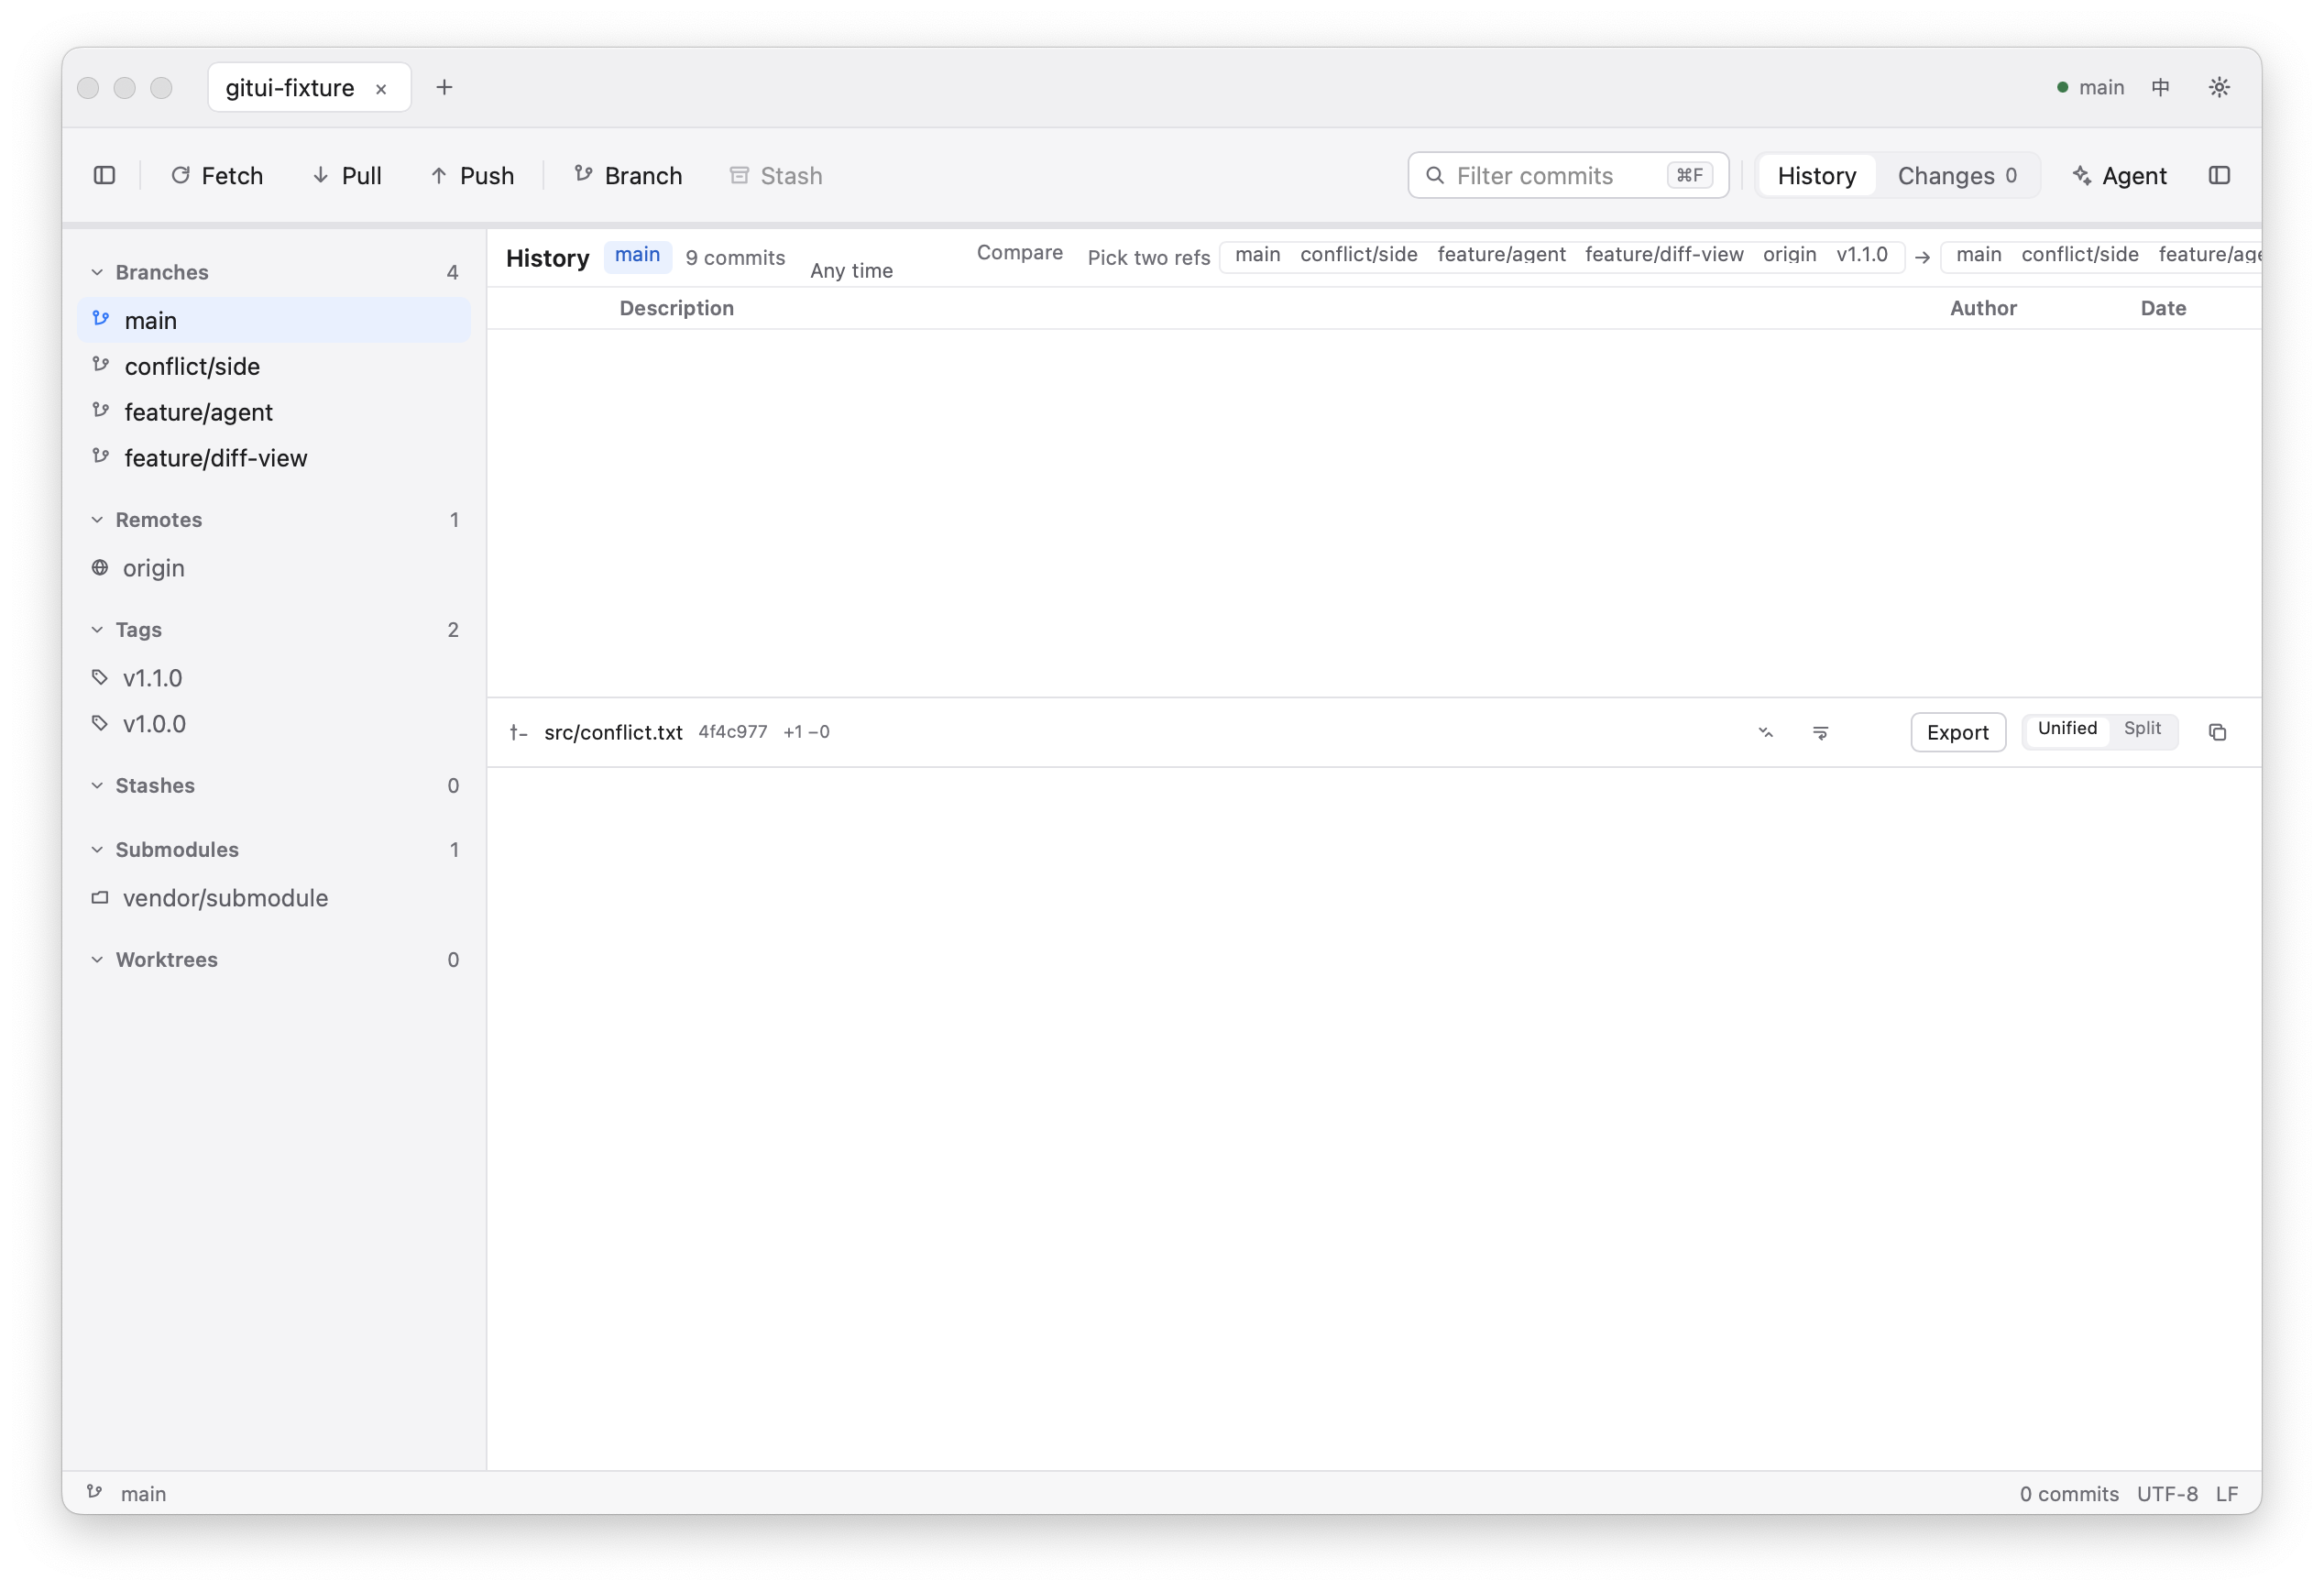 gitui-fixture × +
main 中
Fetch Pull Push Branch Stash
Filter commits ⌘F
History Changes 0 Agent
Branches 4
main
conflict/side
feature/agent
feature/diff-view
Remotes 1
origin
Tags 2
v1.1.0
v1.0.0
Stashes 0
Submodules 1
vendor/submodule
Worktrees 0
History main 9 commits Any time Compare Pick two refs main conflict/side feature/agent feature/diff-view origin v1.1.0 → main conflict/side feature/age
Description Author Date
src/conflict.txt 4f4c977 +1 −0 Export Unified Split
main 0 commits UTF-8 LF